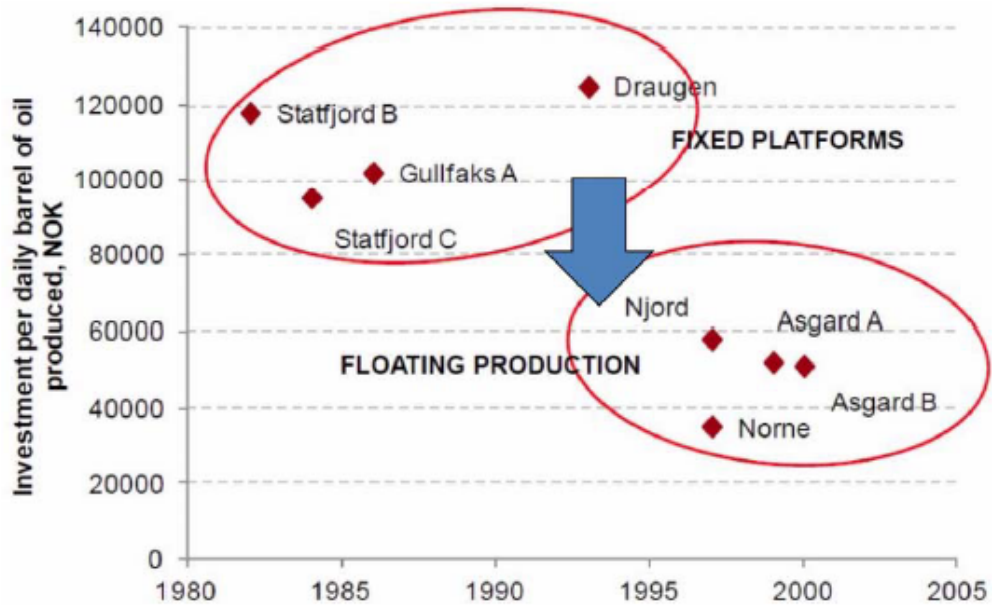 Investment per daily barrel of oil
produced, NOK
140000
120000
100000
80000
60000
40000
20000
0
1980
1985
1990
1995
2000
2005
Draugen
Statfjord B
FIXED PLATFORMS
Gullfaks A
Statfjord C
Njord
Asgard A
FLOATING PRODUCTION
Asgard B
Norne